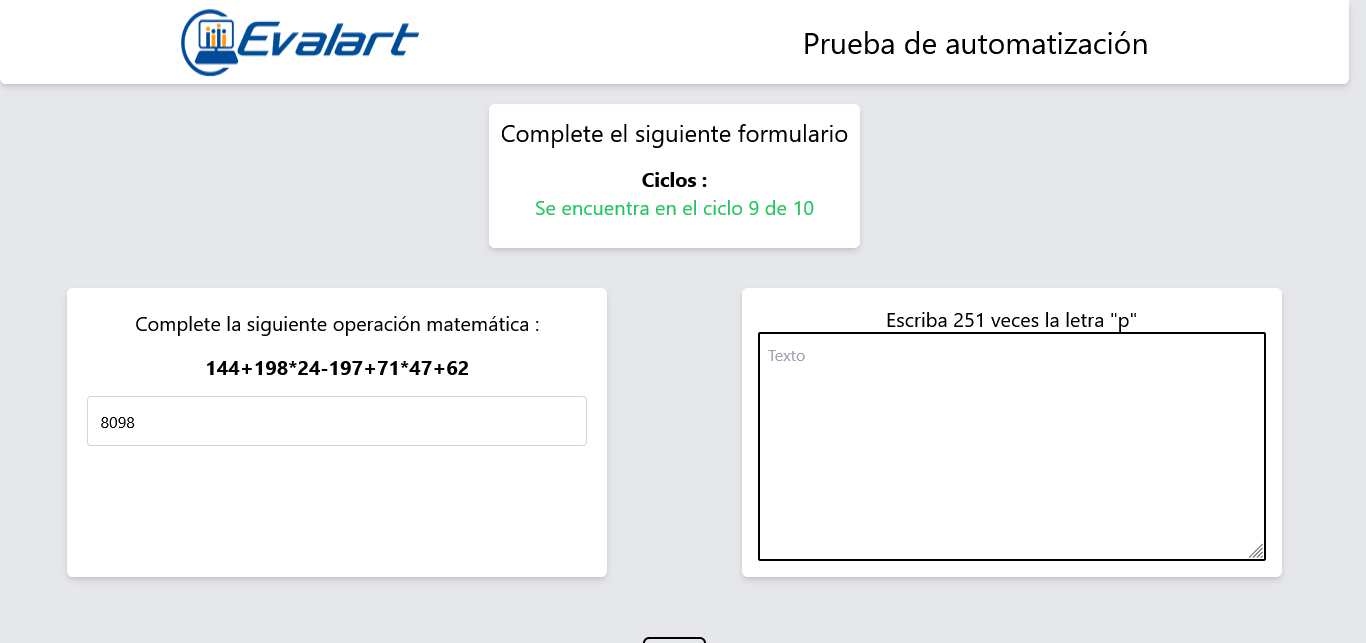 Evalart
Prueba de automatización
Complete el siguiente formulario
Ciclos :
Se encuentra en el ciclo 9 de 10
Complete la siguiente operación matemática :
144+198*24-197+71*47+62
8098
Escriba 251 veces la letra "p"
Texto